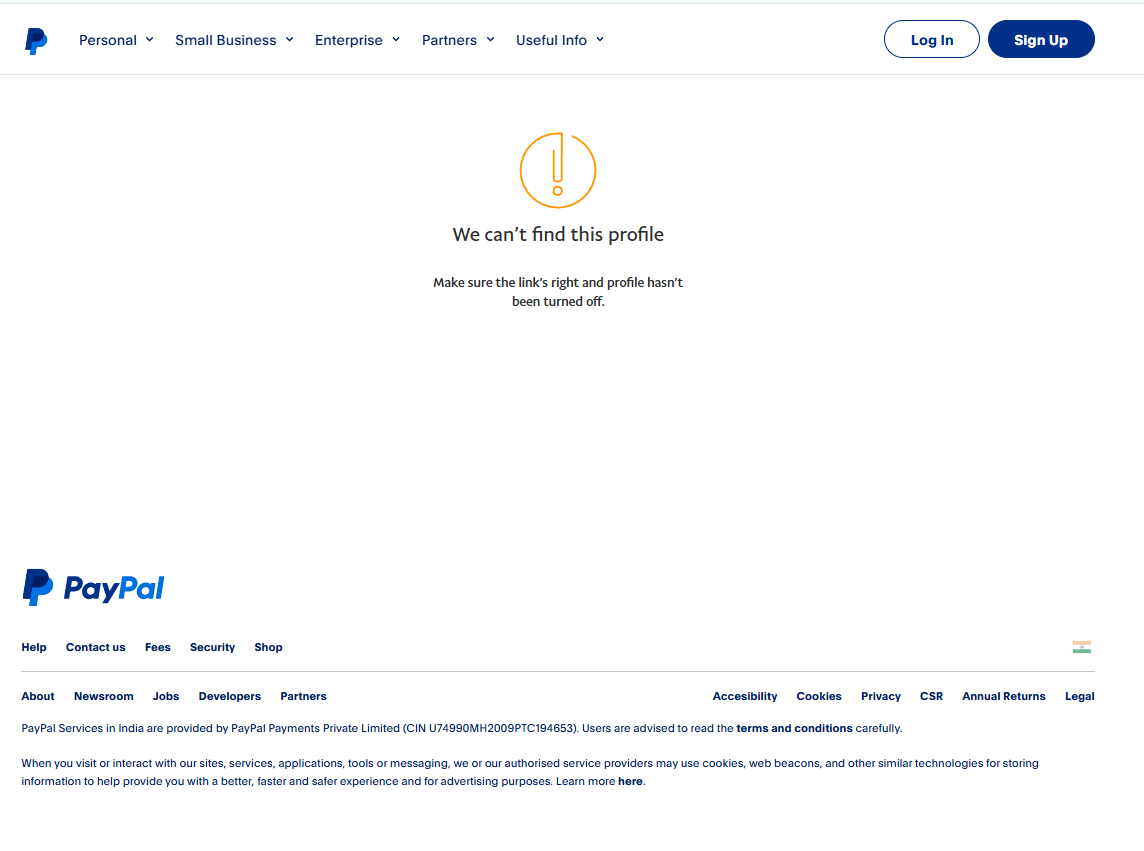 Personal Small Business Enterprise Partners Useful Info Log In Sign Up
We can't find this profile
Make sure the link's right and profile hasn't
been turned off.
PayPal
Help Contact us Fees Security Shop
About Newsroom Jobs Developers Partners Accesibility Cookies Privacy CSR Annual Returns Legal
PayPal Services in India are provided by PayPal Payments Private Limited (CIN U74990MH2009PTC194653). Users are advised to read the terms and conditions carefully.
When you visit or interact with our sites, services, applications, tools or messaging, we or our authorised service providers may use cookies, web beacons, and other similar technologies for storing
information to help provide you with a better, faster and safer experience and for advertising purposes. Learn more here.